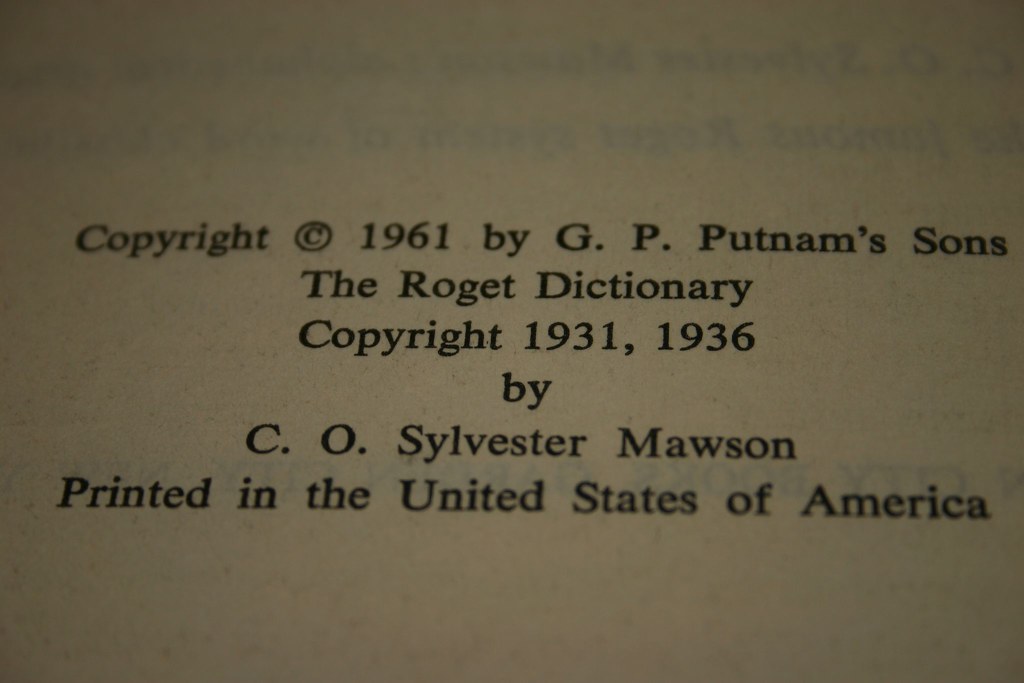 Copyright © 1961 by G. P. Putnam's Sons
The Roget Dictionary
Copyright 1931, 1936
by
C. O. Sylvester Mawson
Printed in the United States of America